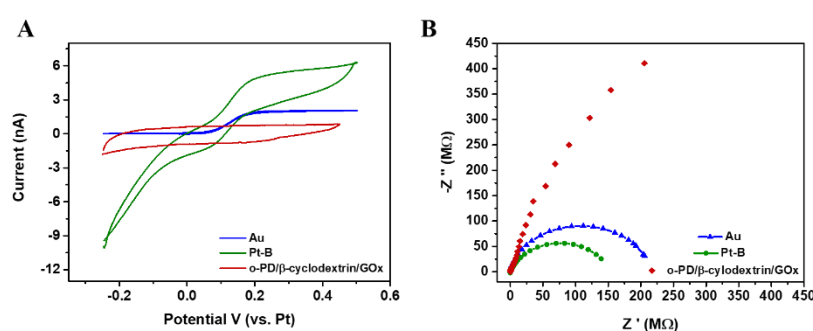 A
Current (nA)
6
3
0
-3
-6
-9
-12
Au
Pt-B
o-PD/β-cyclodextrin/GOx
-0.2
0.0
0.2
0.4
0.6
Potential V (vs. Pt)
B
-Z '' (MΩ)
450
400
350
300
250
200
150
100
50
0
Au
Pt-B
o-PD/β-cylodextrin/GOx
0
50
100
150
200
250
300
350
400
450
Z ' (MΩ)